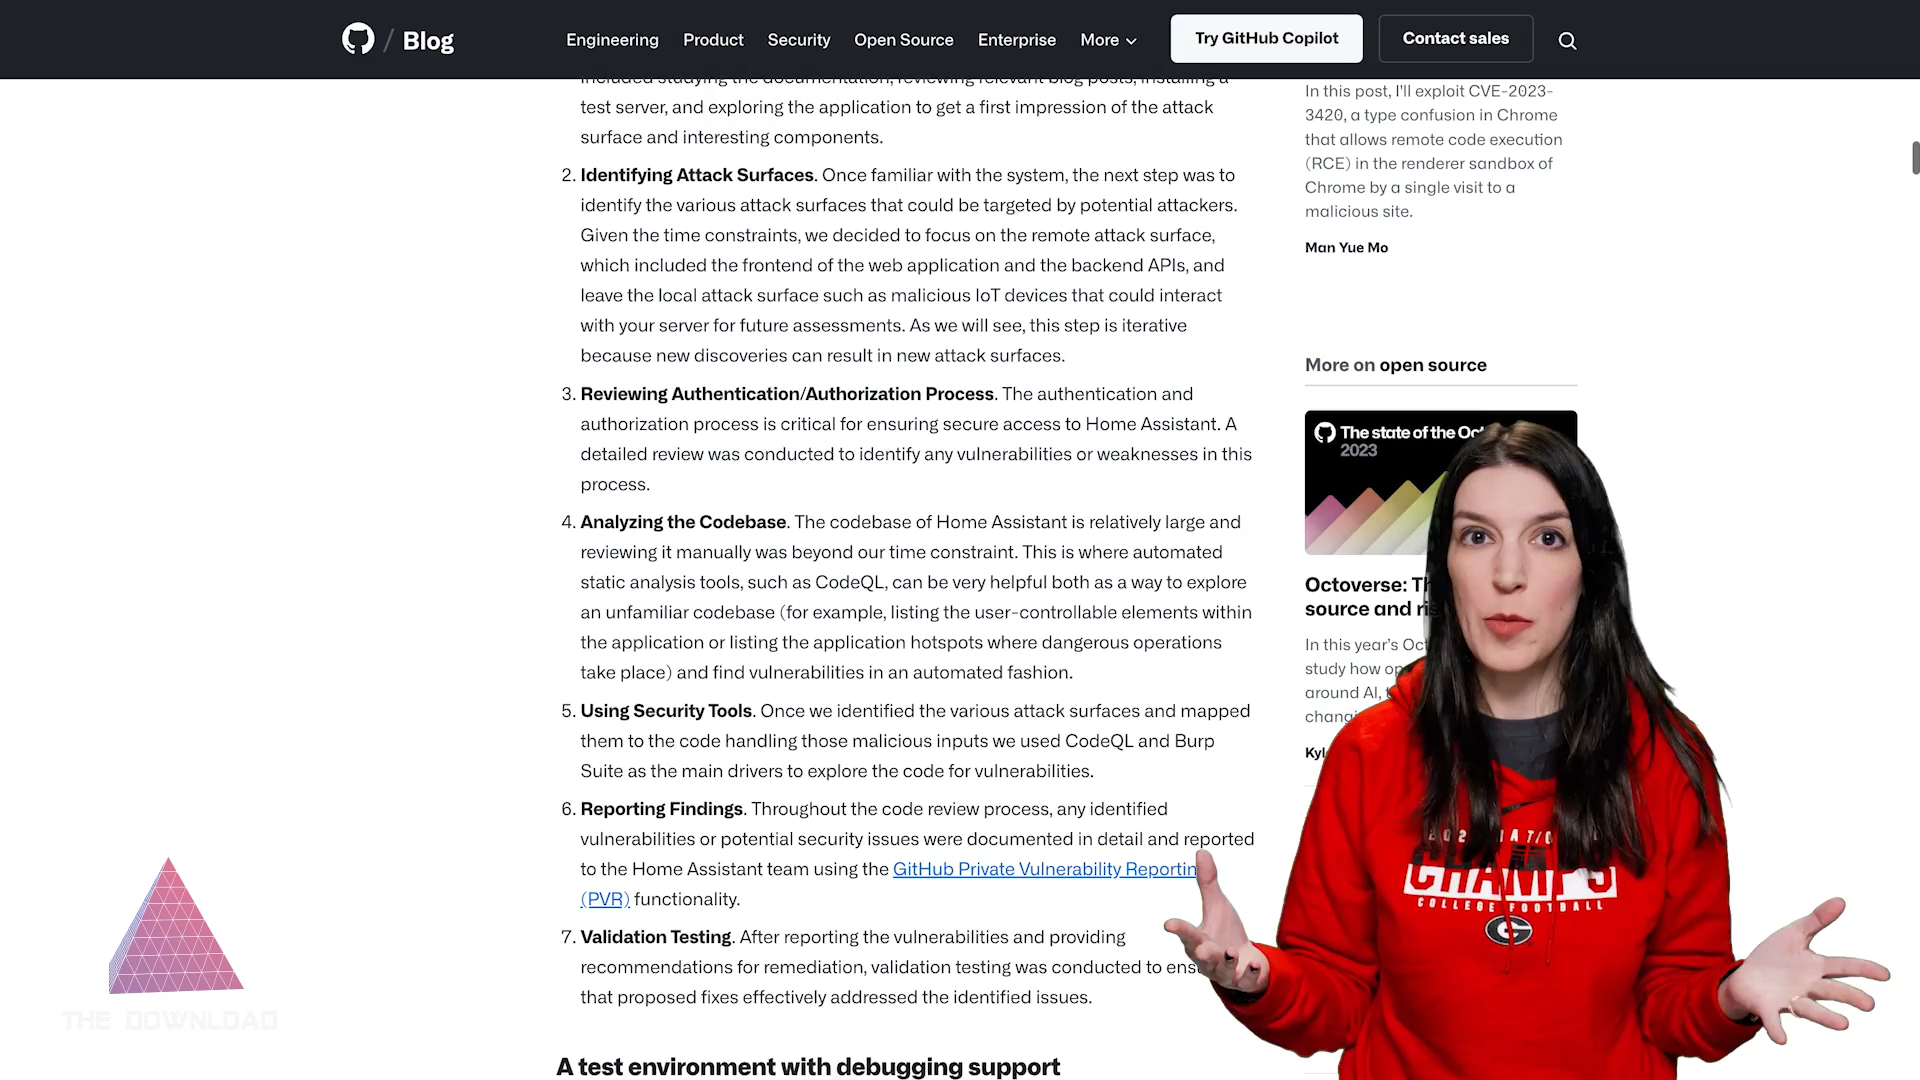 / Blog
Engineering Product Security Open Source Enterprise More
Try GitHub Copilot
Contact sales
included studying the documentation, reviewing relevant blog posts, installing a
test server, and exploring the application to get a first impression of the attack
surface and interesting components.
2. Identifying Attack Surfaces. Once familiar with the system, the next step was to
identify the various attack surfaces that could be targeted by potential attackers.
Given the time constraints, we decided to focus on the remote attack surface,
which included the frontend of the web application and the backend APIs, and
leave the local attack surface such as malicious IoT devices that could interact
with your server for future assessments. As we will see, this step is iterative
because new discoveries can result in new attack surfaces.
3. Reviewing Authentication/Authorization Process. The authentication and
authorization process is critical for ensuring secure access to Home Assistant. A
detailed review was conducted to identify any vulnerabilities or weaknesses in this
process.
4. Analyzing the Codebase. The codebase of Home Assistant is relatively large and
reviewing it manually was beyond our time constraint. This is where automated
static analysis tools, such as CodeQL, can be very helpful both as a way to explore
an unfamiliar codebase (for example, listing the user-controllable elements within
the application or listing the application hotspots where dangerous operations
take place) and find vulnerabilities in an automated fashion.
5. Using Security Tools. Once we identified the various attack surfaces and mapped
them to the code handling those malicious inputs we used CodeQL and Burp
Suite as the main drivers to explore the code for vulnerabilities.
6. Reporting Findings. Throughout the code review process, any identified
vulnerabilities or potential security issues were documented in detail and reported
to the Home Assistant team using the GitHub Private Vulnerability Reportin
(PVR) functionality.
7. Validation Testing. After reporting the vulnerabilities and providing
recommendations for remediation, validation testing was conducted to ens
that proposed fixes effectively addressed the identified issues.
A test environment with debugging support
In this post, I'll exploit CVE-2023-
3420, a type confusion in Chrome
that allows remote code execution
(RCE) in the renderer sandbox of
Chrome by a single visit to a
malicious site.
Man Yue Mo
More on open source
The state of the Oct
2023
Octoverse: Th
source and ris
In this year's Oct
study how op
around AI, t
changi
Kyl
CHAMPS
COLLEGE FOOTBALL
G
THE DOWNLOAD